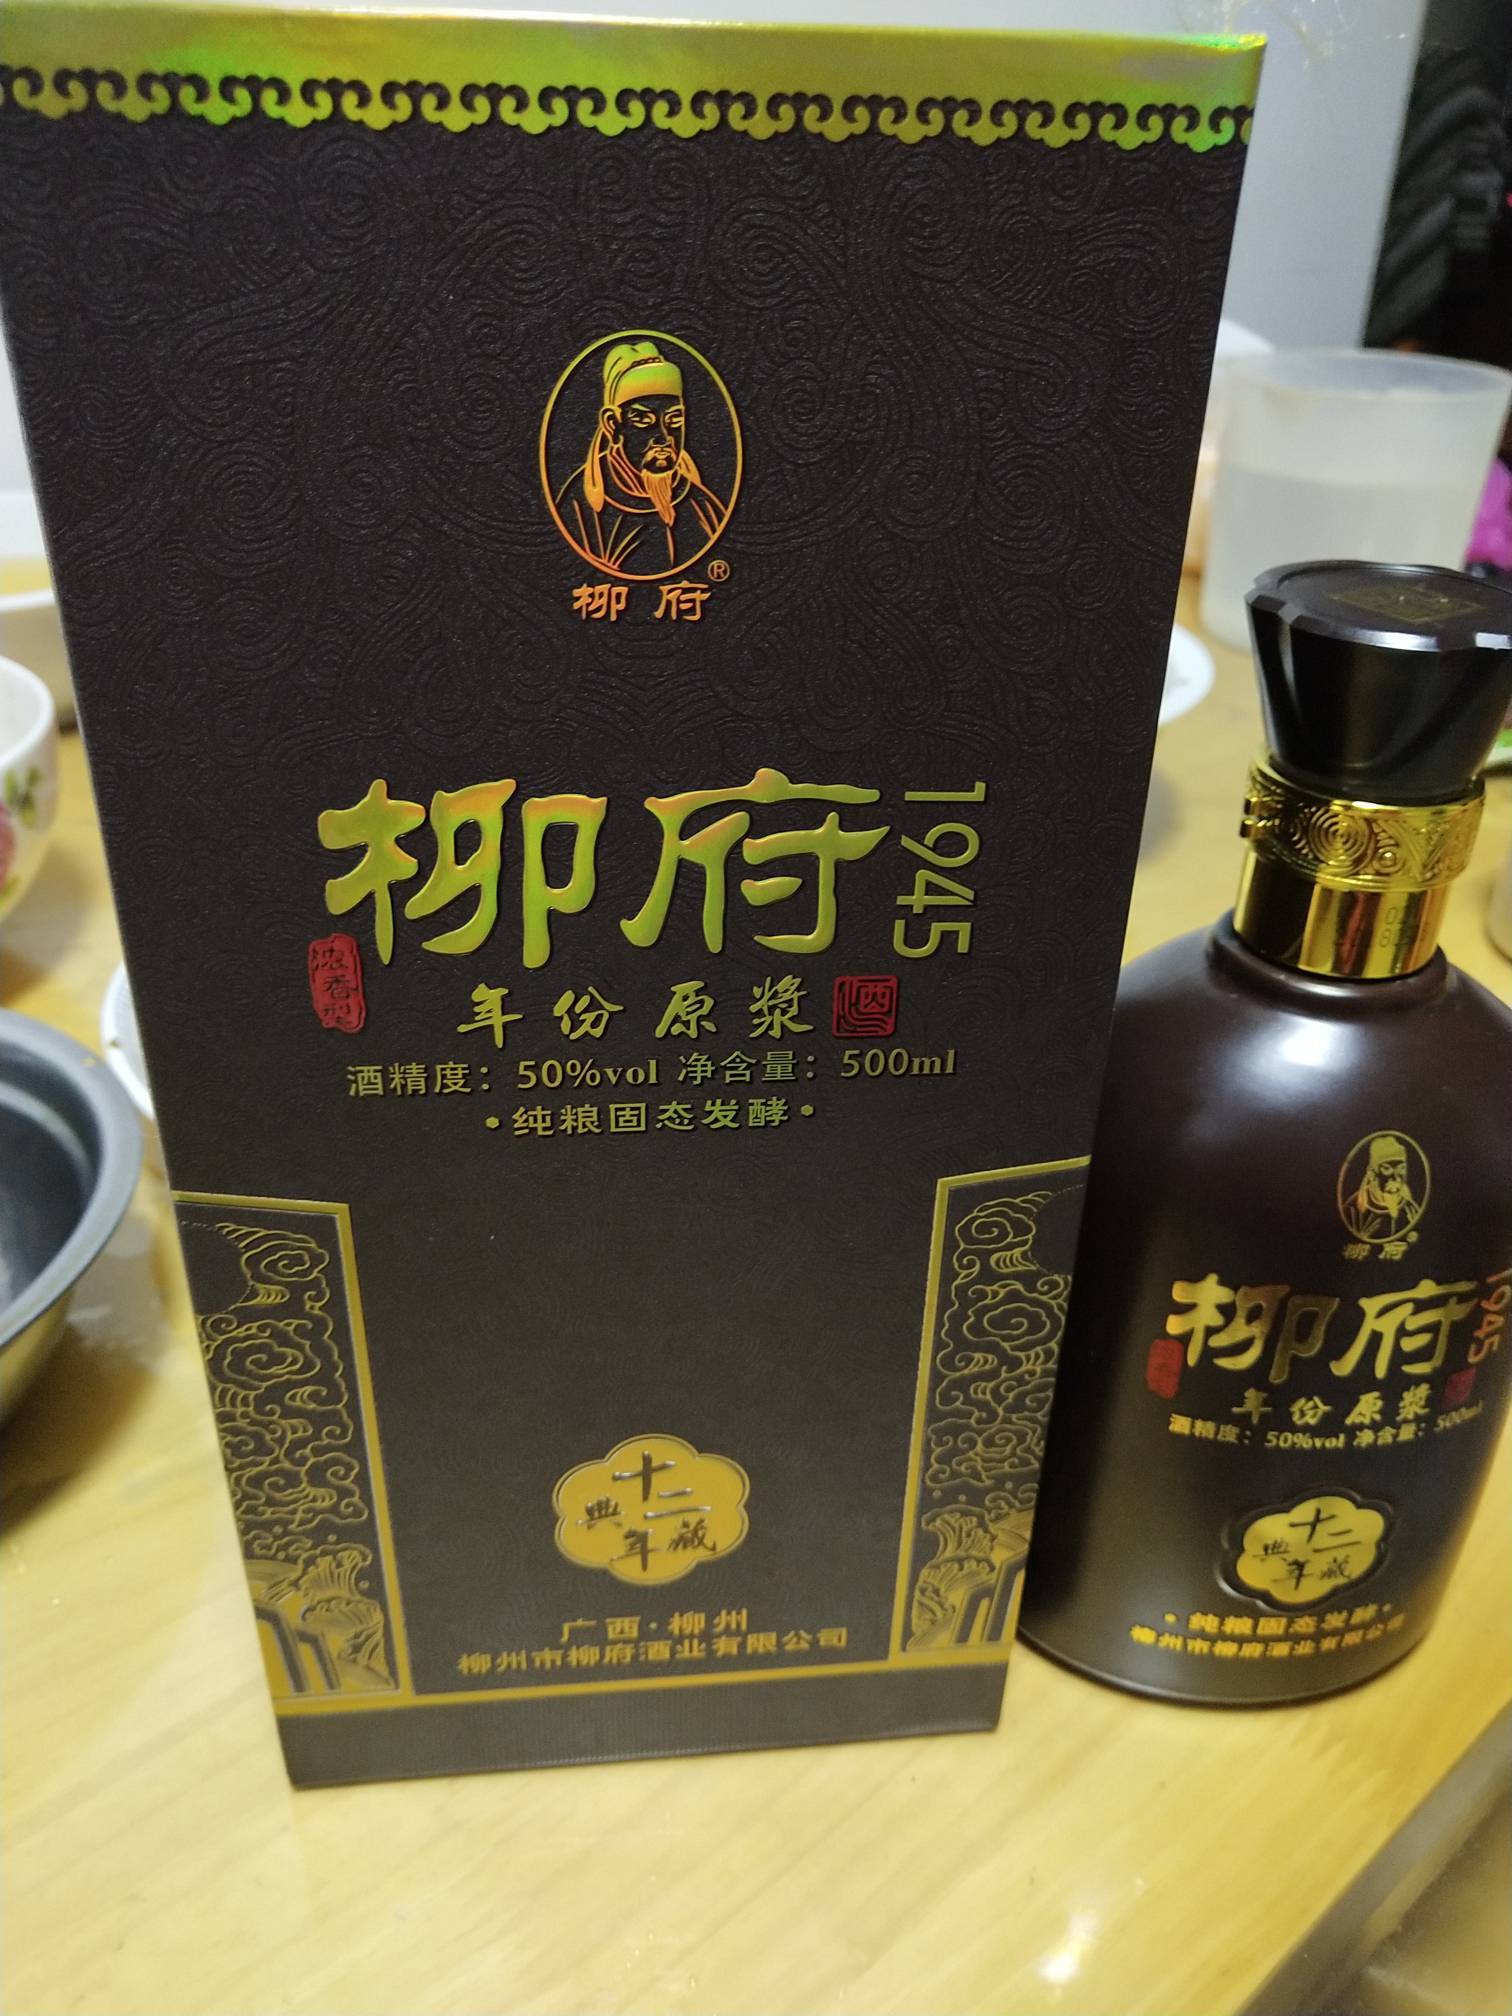 柳府®
柳府
1945
浓香型
年份原漿
酒
酒精度：50%vol 净含量：500ml
·纯粮固态发酵·
十二年典藏
广西·柳州
柳州市柳府酒业有限公司
柳府®
柳府
1945
年份原漿
酒精度：50%vol 净含量：500ml
十二年典藏
·纯粮固态发酵·
柳州市柳府酒业有限公司